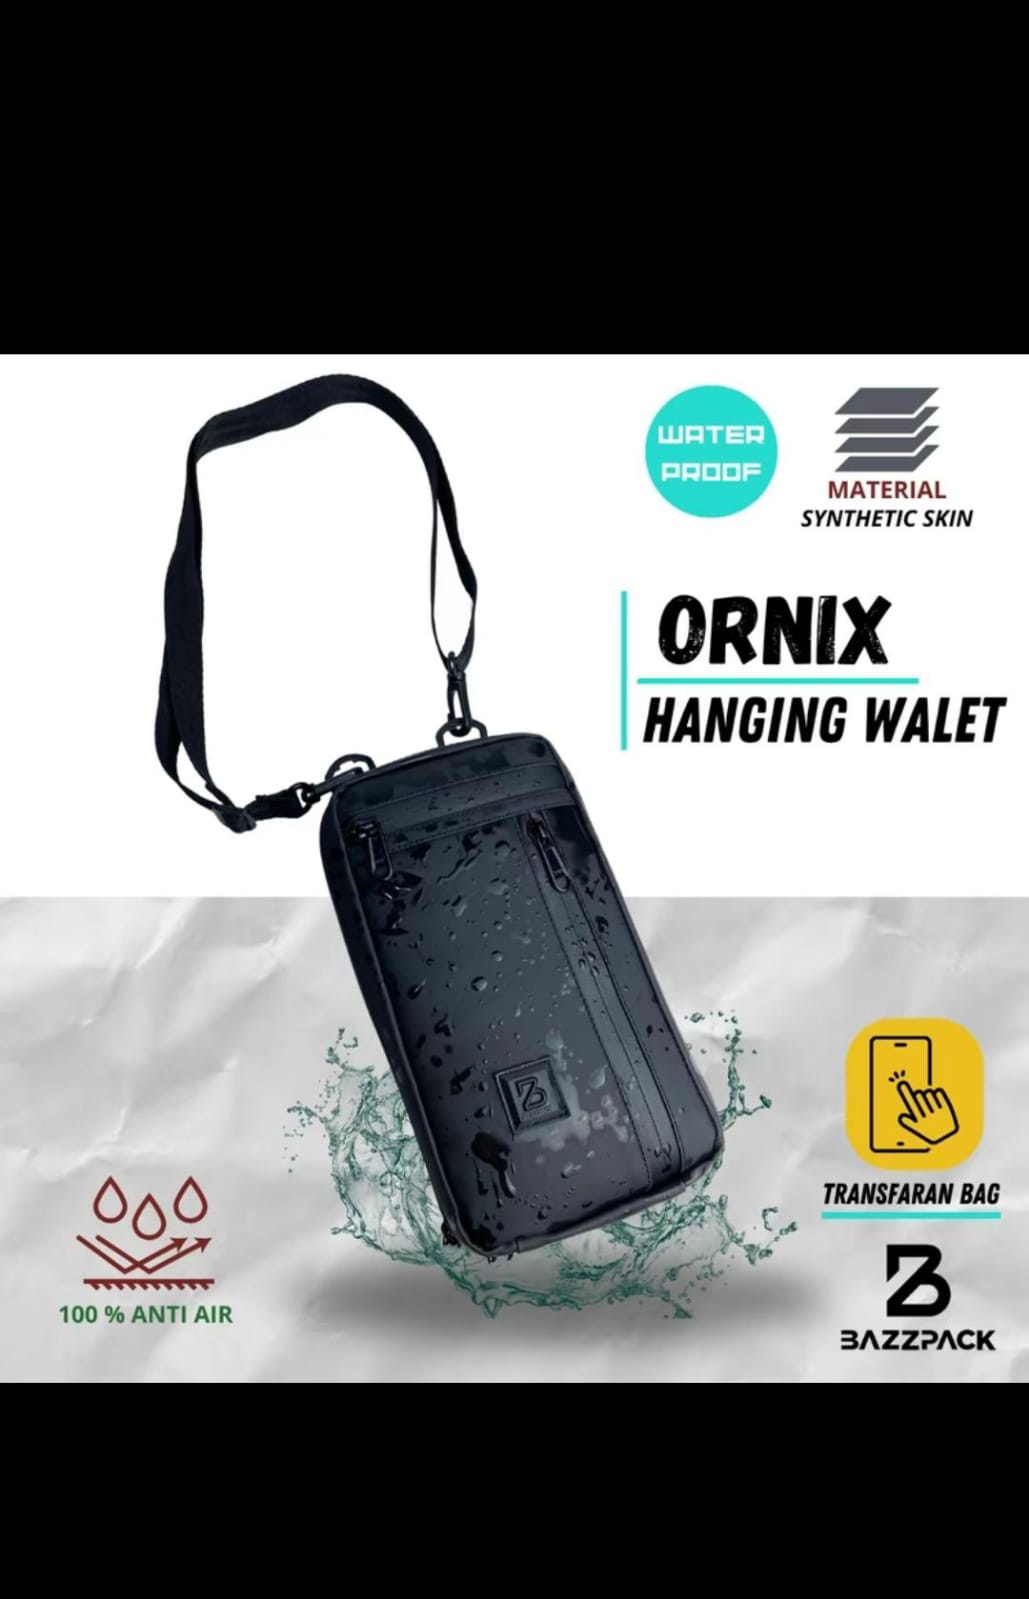 WATER
PROOF
MATERIAL
SYNTHETIC SKIN
ORNIX
HANGING WALET
TRANSFARAN BAG
100 % ANTI AIR
BAZZPACK